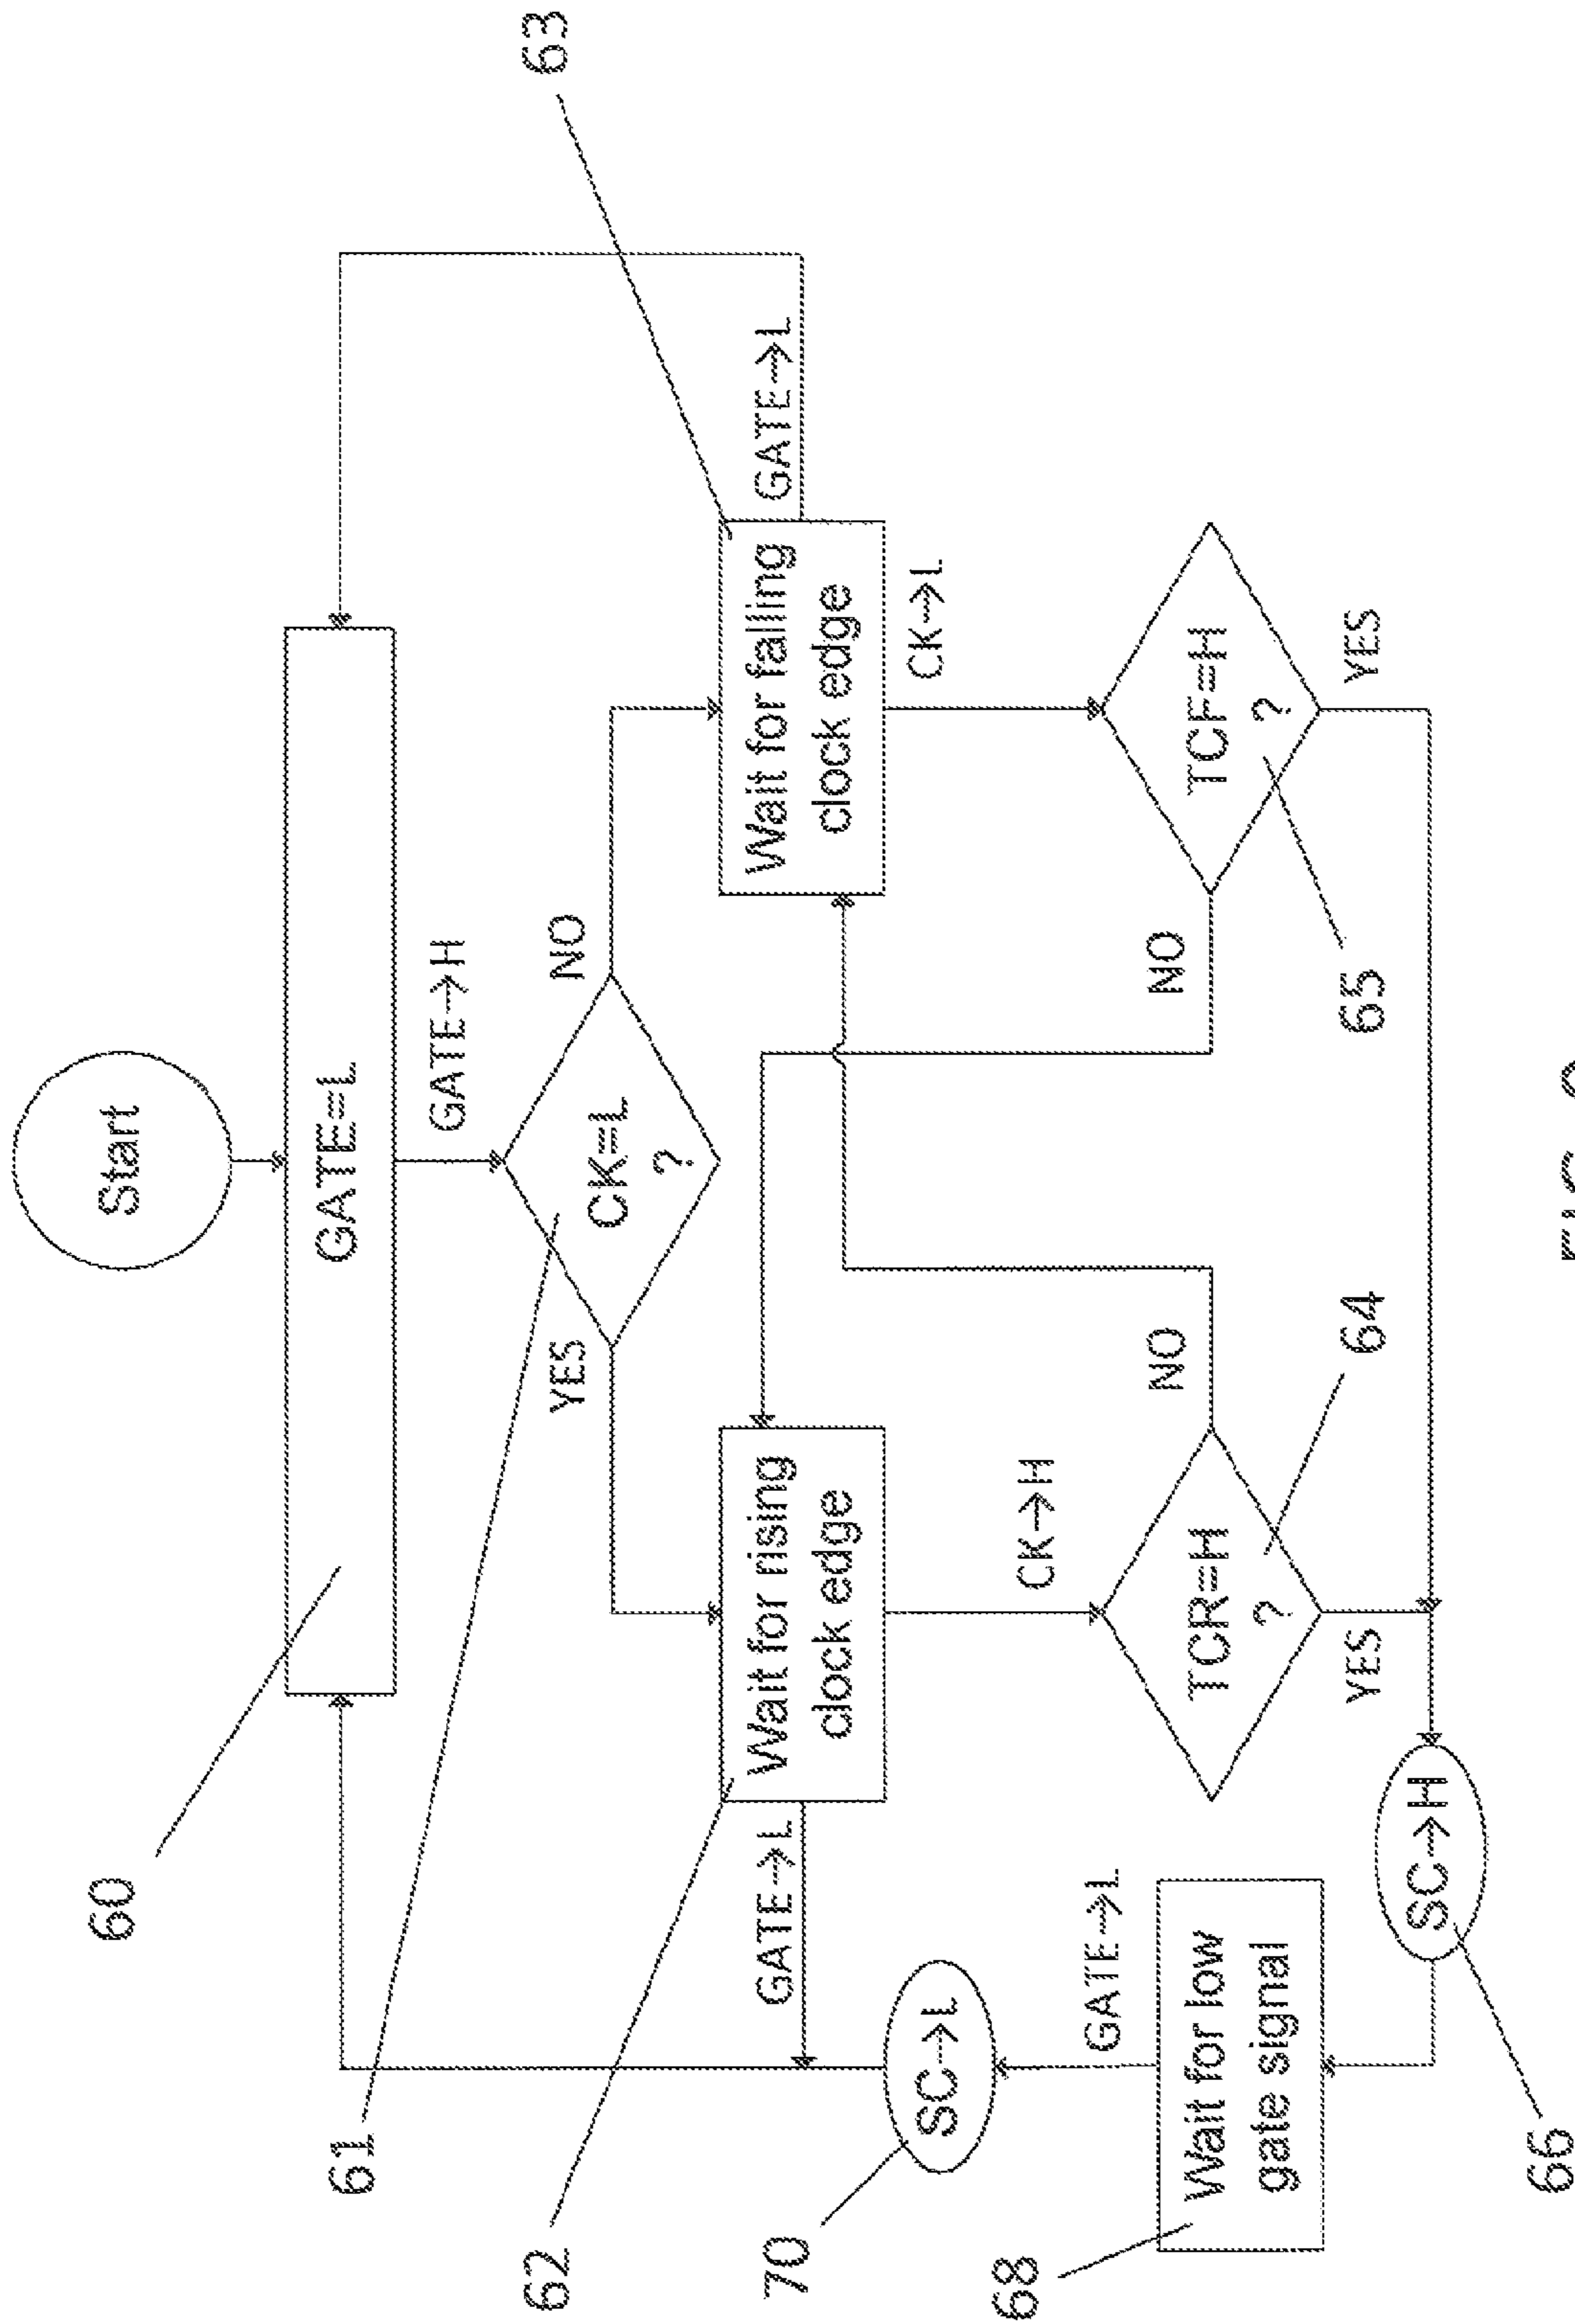 Start
60
GATE=L
GATE→H
61
CK=L
?
YES
NO
62
Wait for rising
clock edge
GATE→L
63
Wait for falling
clock edge
GATE→L
CK→H
CK→L
TCR=H
?
64
NO
YES
TCF=H
?
65
NO
YES
SC→H
66
68
Wait for low
gate signal
GATE→L
70
SC→L